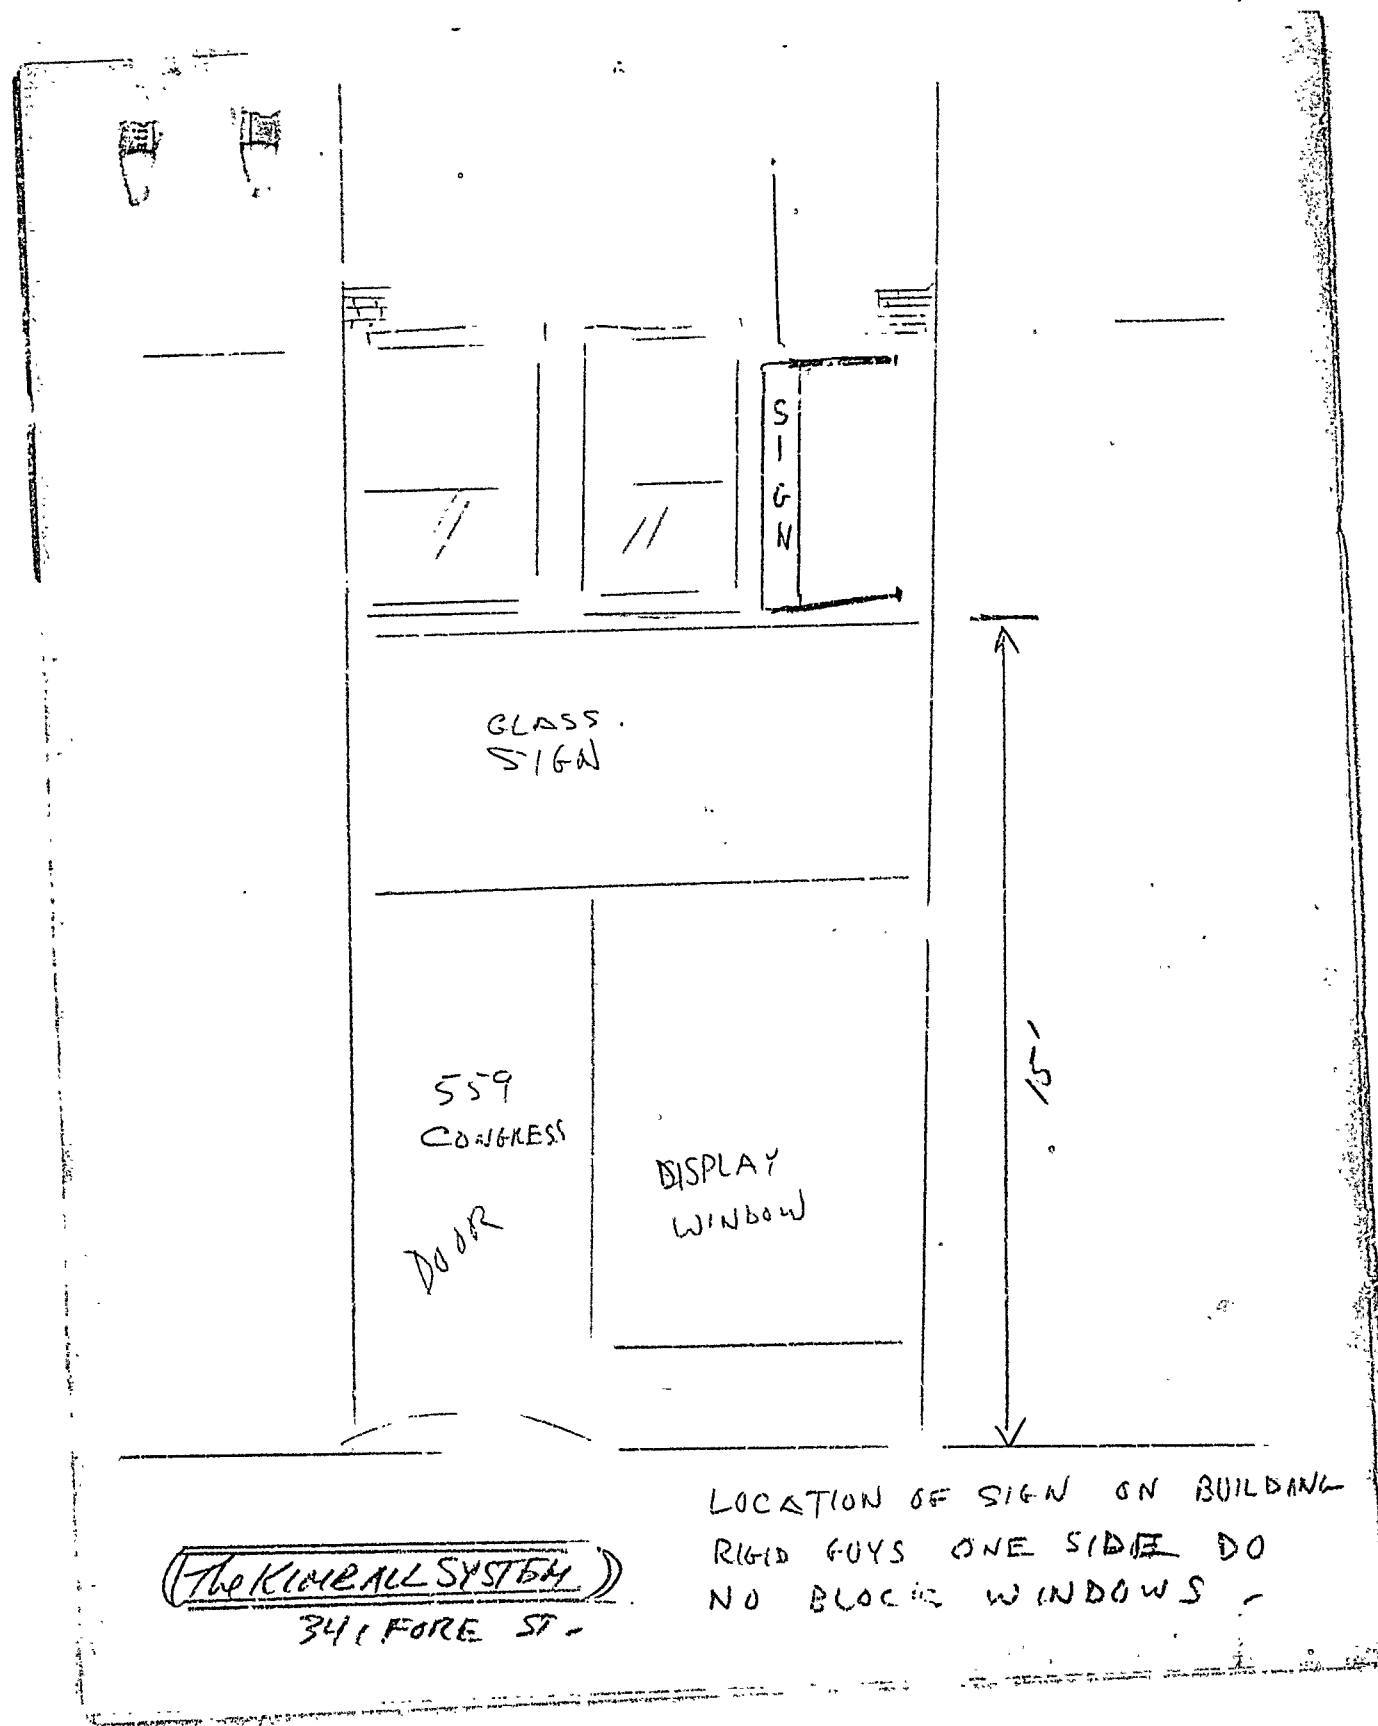 S
I
G
N
GLASS.
SIGN
15'
559
CONGRESS
DOOR
DISPLAY
WINDOW
LOCATION OF SIGN ON BUILDING
RIGID GUYS ONE SIDE DO
NO BLOCK WINDOWS -
The KIMBALL SYSTEM
341 FORE ST-